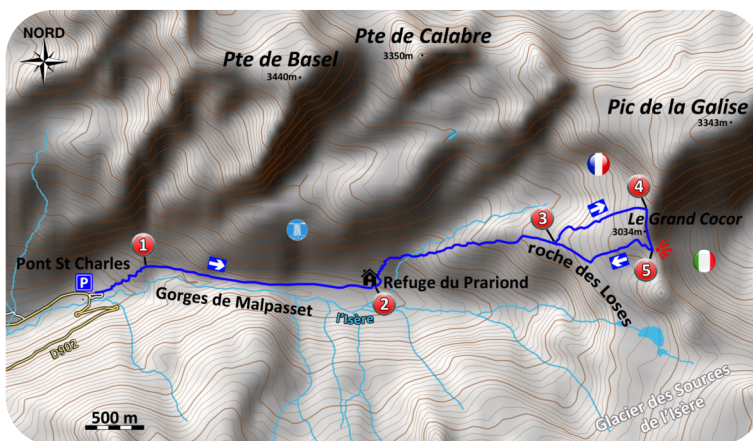 NORD
Pte de Calabre
3350m
Pte de Basel
3440m
Pic de la Galise
3343m
4
3
Le Grand Cocor
3034m
1
Pont St Charles
P
roche des Loses
5
Refuge du Prariond
Gorges de Malpasset
2
l'Isère
D902
500 m
Glacier des Sources
de l'Isère